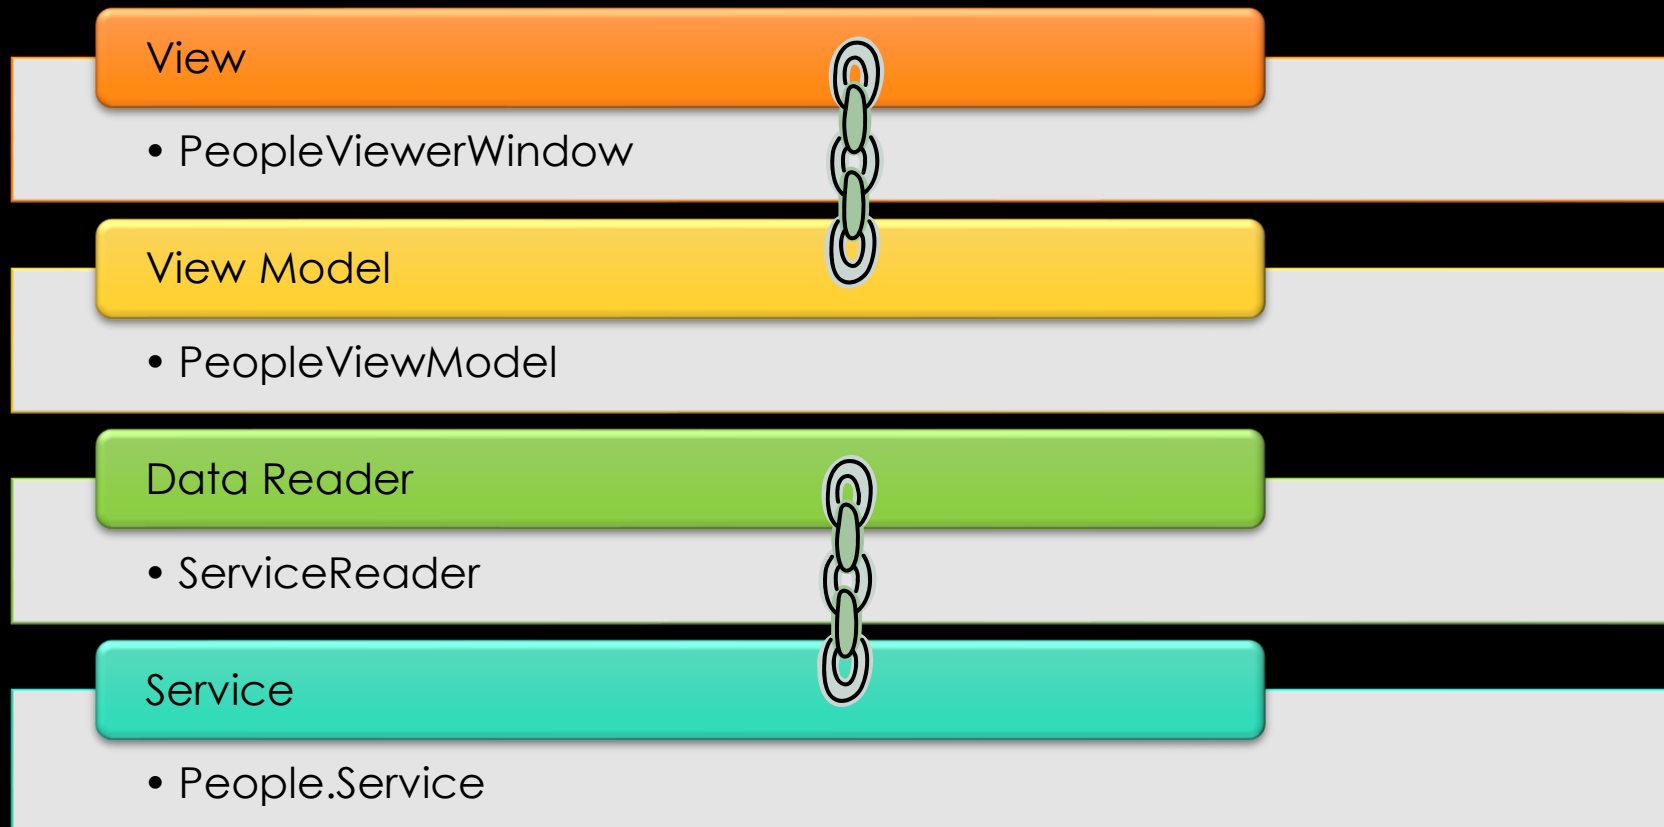 View
• PeopleViewerWindow
View Model
• PeopleViewModel
Data Reader
• ServiceReader
Service
• People.Service